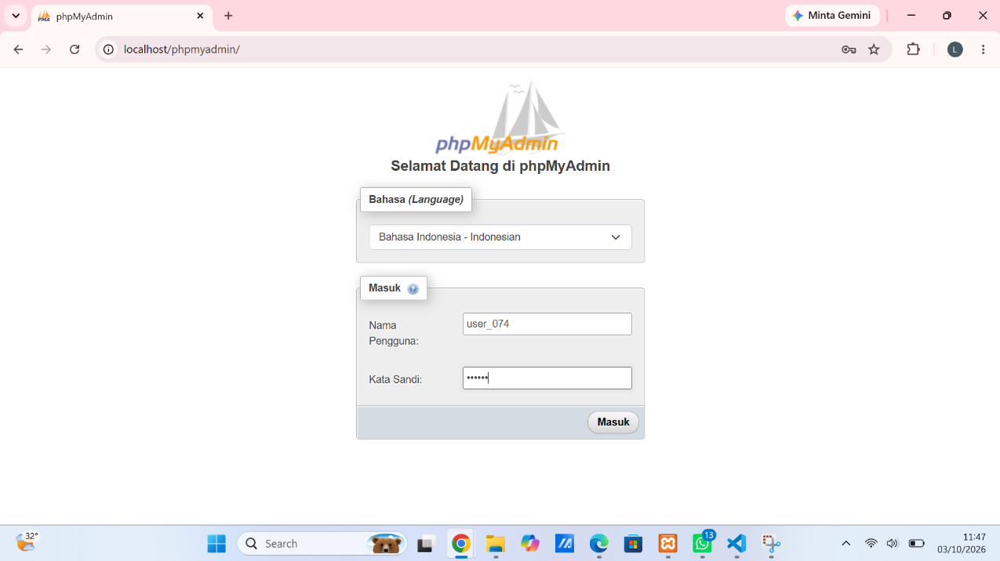 phpMyAdmin
Minta Gemini
localhost/phpmyadmin/
L
phpMyAdmin
Selamat Datang di phpMyAdmin
Bahasa (Language)
Bahasa Indonesia - Indonesian
Masuk
Nama
Pengguna:
user_074
Kata Sandi:
••••••
Masuk
32°
Search
13
11:47
03/10/2026